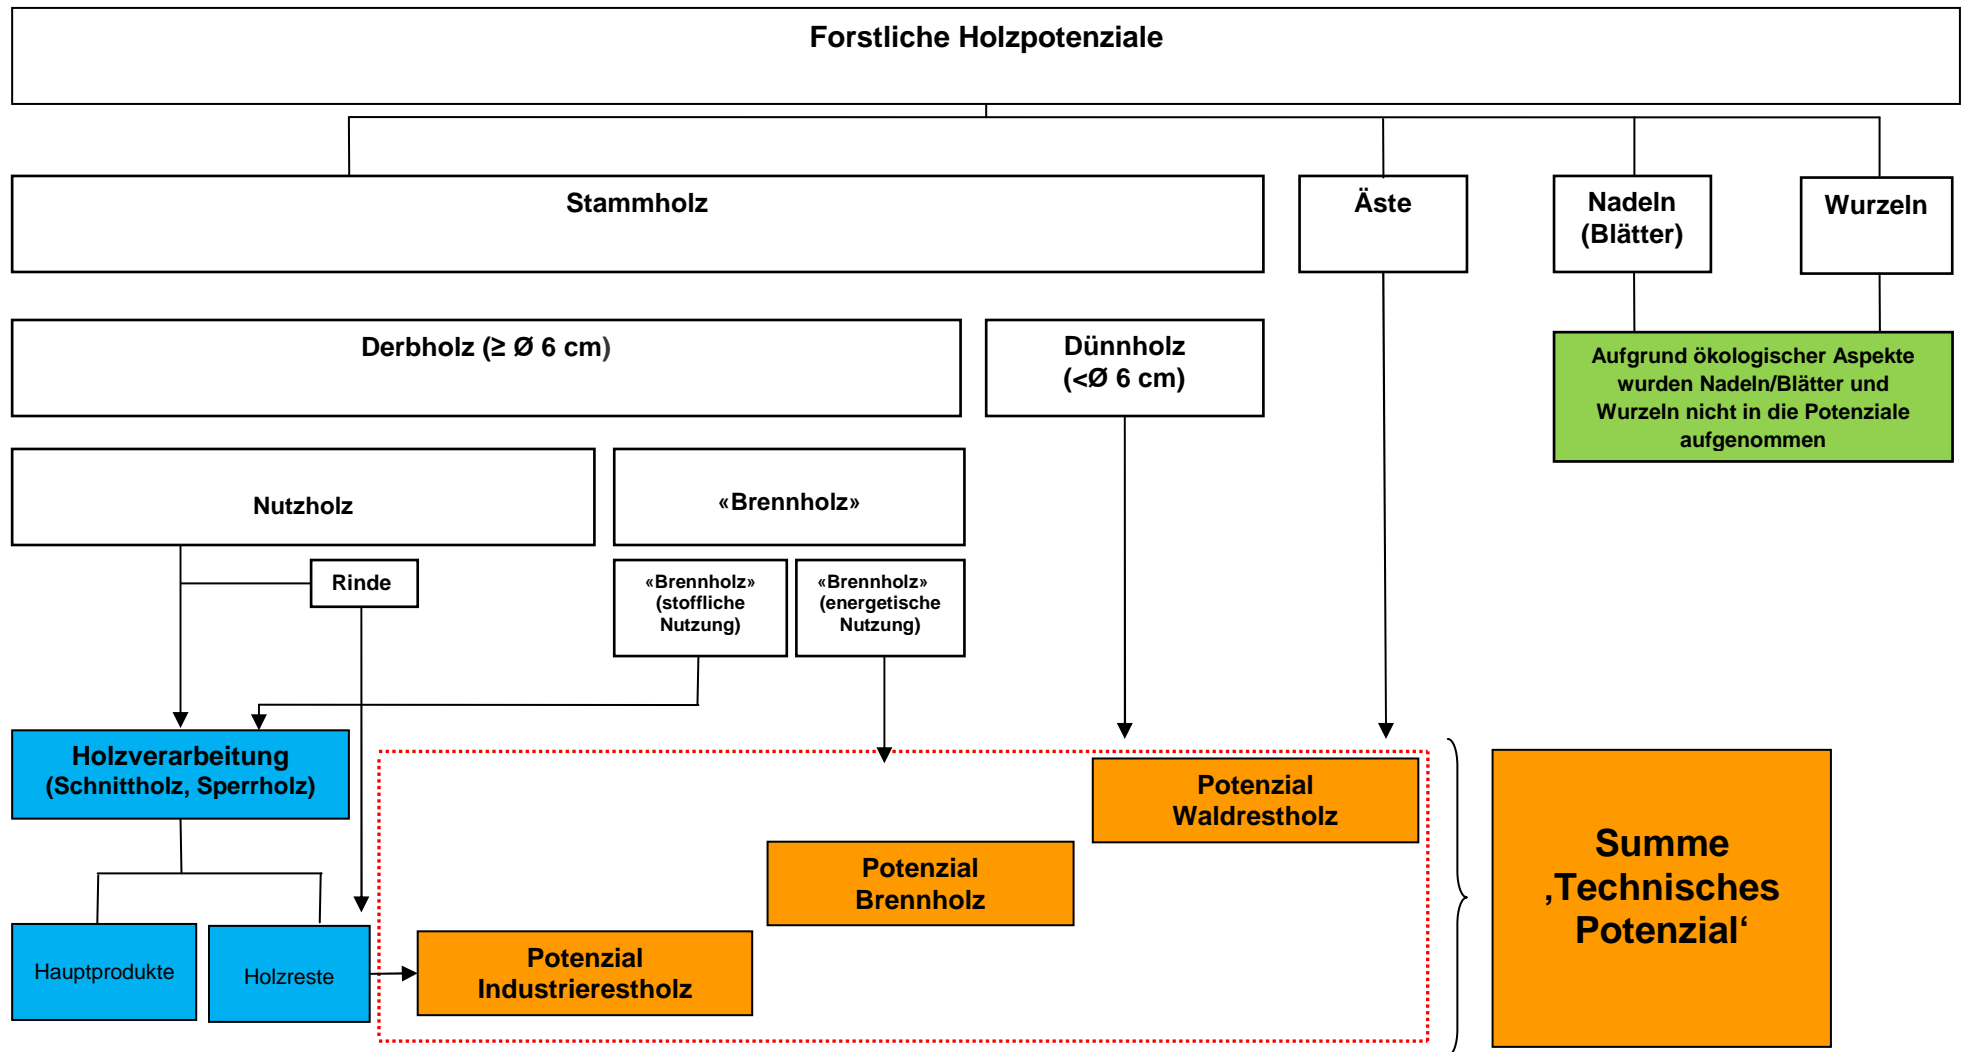 Forstliche Holzpotenziale
Stammholz
Äste
Nadeln
(Blätter)
Wurzeln
Derbholz (≥ Ø 6 cm)
Dünnholz
(<Ø 6 cm)
Aufgrund ökologischer Aspekte
wurden Nadeln/Blätter und
Wurzeln nicht in die Potenziale
aufgenommen
Nutzholz
«Brennholz»
Rinde
«Brennholz»
(stoffliche
Nutzung)
«Brennholz»
(energetische
Nutzung)
Holzverarbeitung
(Schnittholz, Sperrholz)
Potenzial
Waldrestholz
Potenzial
Brennholz
Summe
‚Technisches
Potenzial‘
Hauptprodukte
Holzreste
Potenzial
Industrierestholz